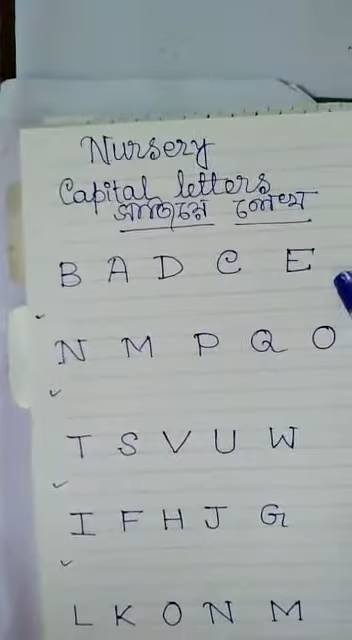 Nursery
Capital letters
সাজিয়ে লেখো
B A D C E
N M P Q O
T S V U W
I F H J G
L K O N M